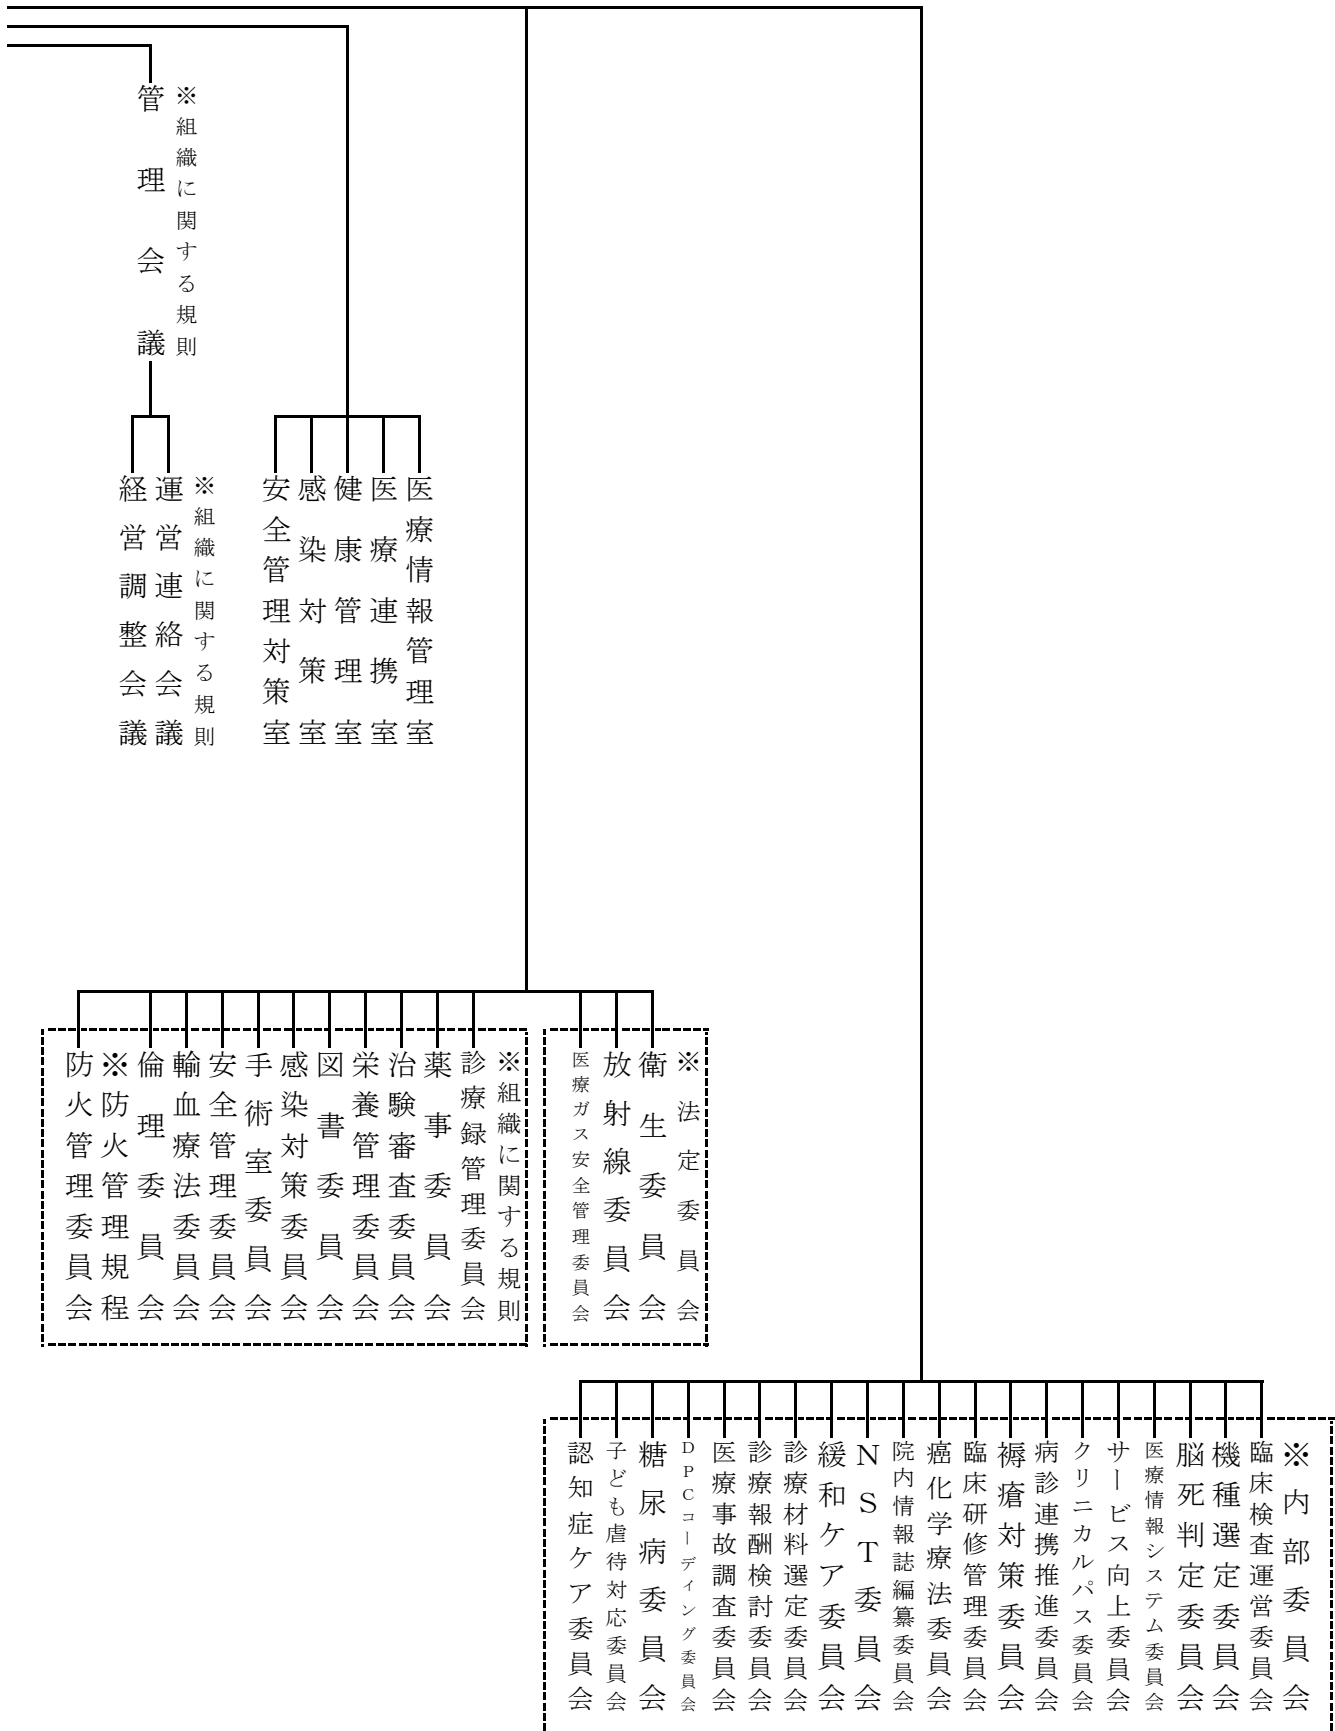 ※組織に関する規則
管理会議
医療情報管理室
医療連携室
健康管理室
感染対策室
安全管理対策室
※組織に関する規則
運営連絡会議
経営調整会議
※法定委員会
衛生委員会
放射線委員会
医療ガス安全管理委員会
※組織に関する規則
診療録管理委員会
薬事委員会
治験審査委員会
栄養管理委員会
図書委員会
感染対策委員会
手術室委員会
安全管理委員会
輸血療法委員会
倫理委員会
※防火管理規程
防火管理委員会
※内部委員会
臨床検査運営委員会
機種選定委員会
脳死判定委員会
医療情報システム委員会
サービス向上委員会
クリニカルパス委員会
病診連携推進委員会
褥瘡対策委員会
臨床研修管理委員会
癌化学療法委員会
院内情報誌編纂委員会
NST委員会
緩和ケア委員会
診療材料選定委員会
診療報酬検討委員会
医療事故調査委員会
DPCコーディング委員会
糖尿病委員会
子ども虐待対応委員会
認知症ケア委員会